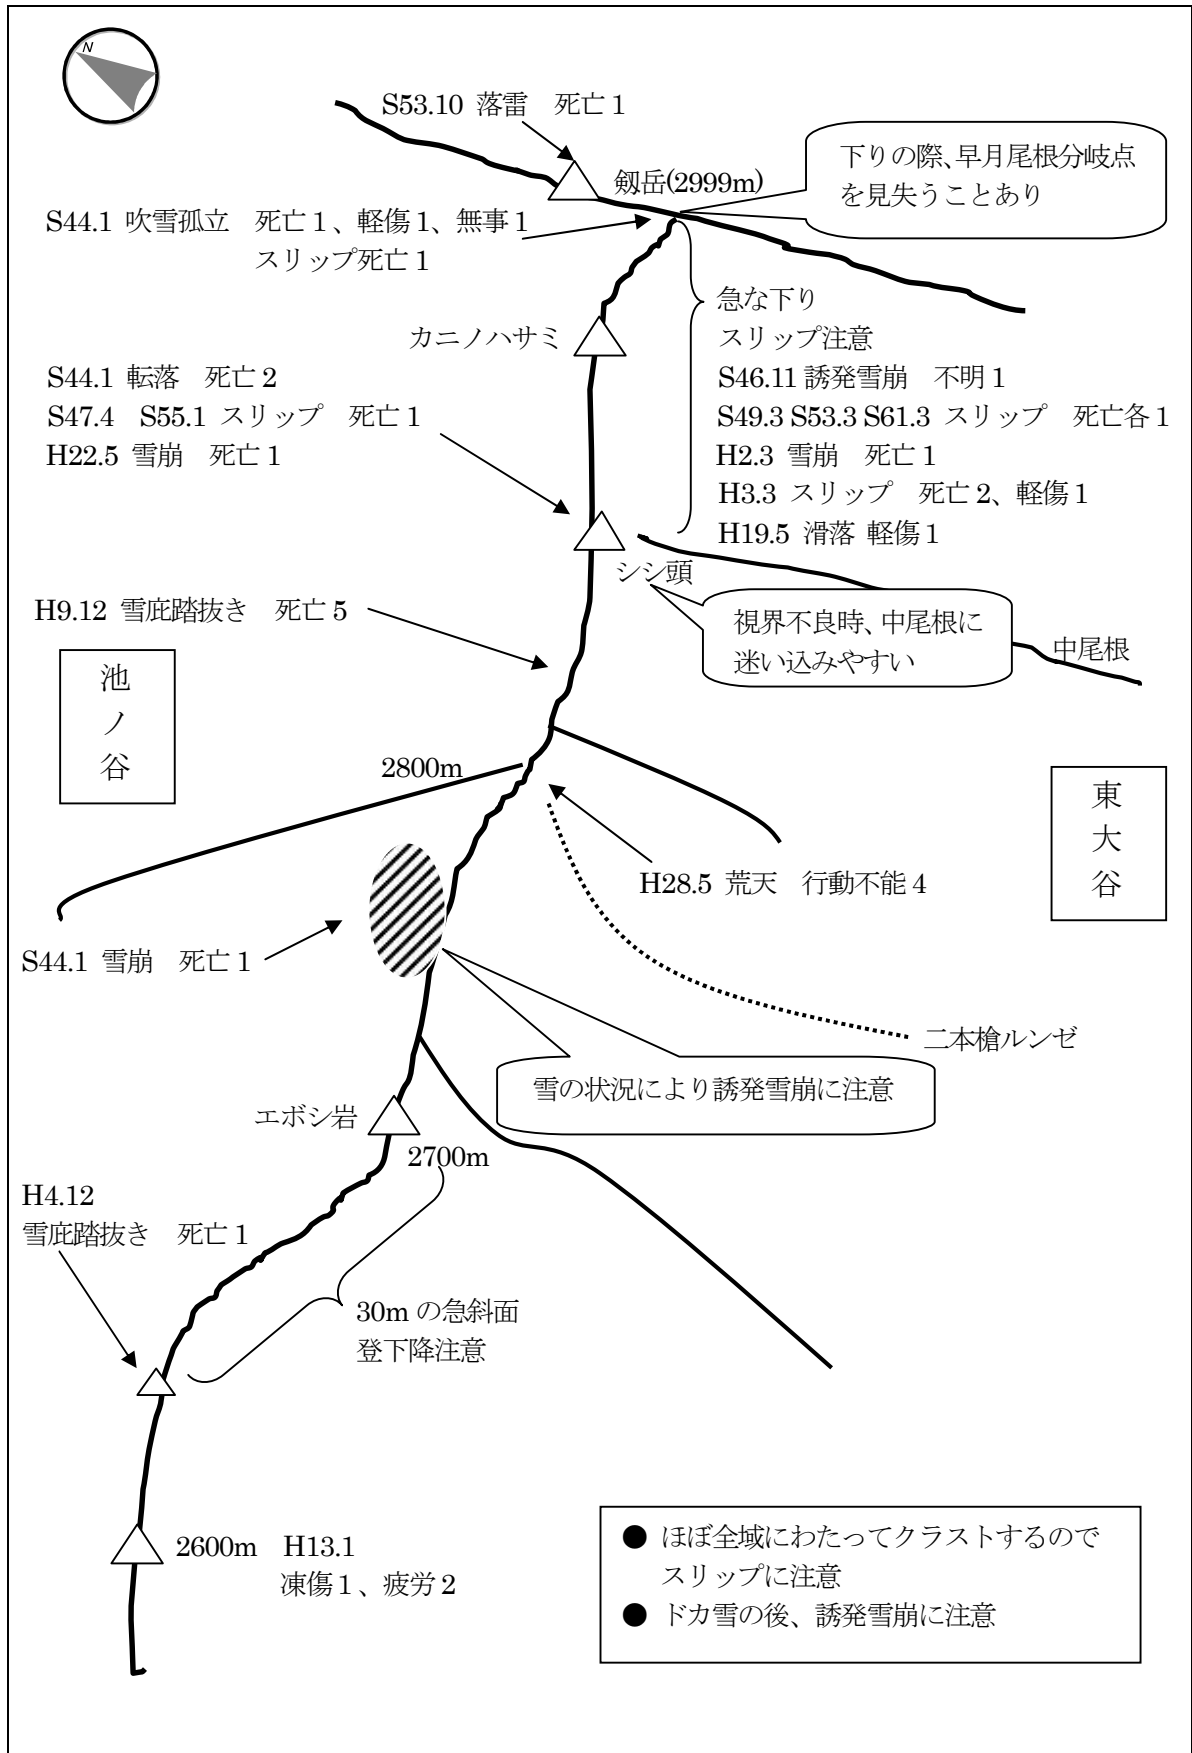 N
S53.10 落雷　死亡1
下りの際、早月尾根分岐点
を見失うことあり
剱岳(2999m)
S44.1 吹雪孤立　死亡1、軽傷1、無事1
スリップ死亡1
急な下り
スリップ注意
S46.11 誘発雪崩　不明1
S49.3 S53.3 S61.3 スリップ　死亡各1
H2.3 雪崩　死亡1
H3.3 スリップ　死亡2、軽傷1
H19.5 滑落 軽傷1
カニノハサミ
S44.1 転落　死亡2
S47.4　S55.1 スリップ　死亡1
H22.5 雪崩　死亡1
シシ頭
視界不良時、中尾根に
迷い込みやすい
中尾根
H9.12 雪庇踏抜き　死亡5
池ノ谷
2800m
東大谷
H28.5 荒天　行動不能4
S44.1 雪崩　死亡1
二本槍ルンゼ
雪の状況により誘発雪崩に注意
エボシ岩
2700m
H4.12
雪庇踏抜き　死亡1
30mの急斜面
登下降注意
2600m　H13.1
凍傷1、疲労2
● ほぼ全域にわたってクラストするので
スリップに注意
● ドカ雪の後、誘発雪崩に注意